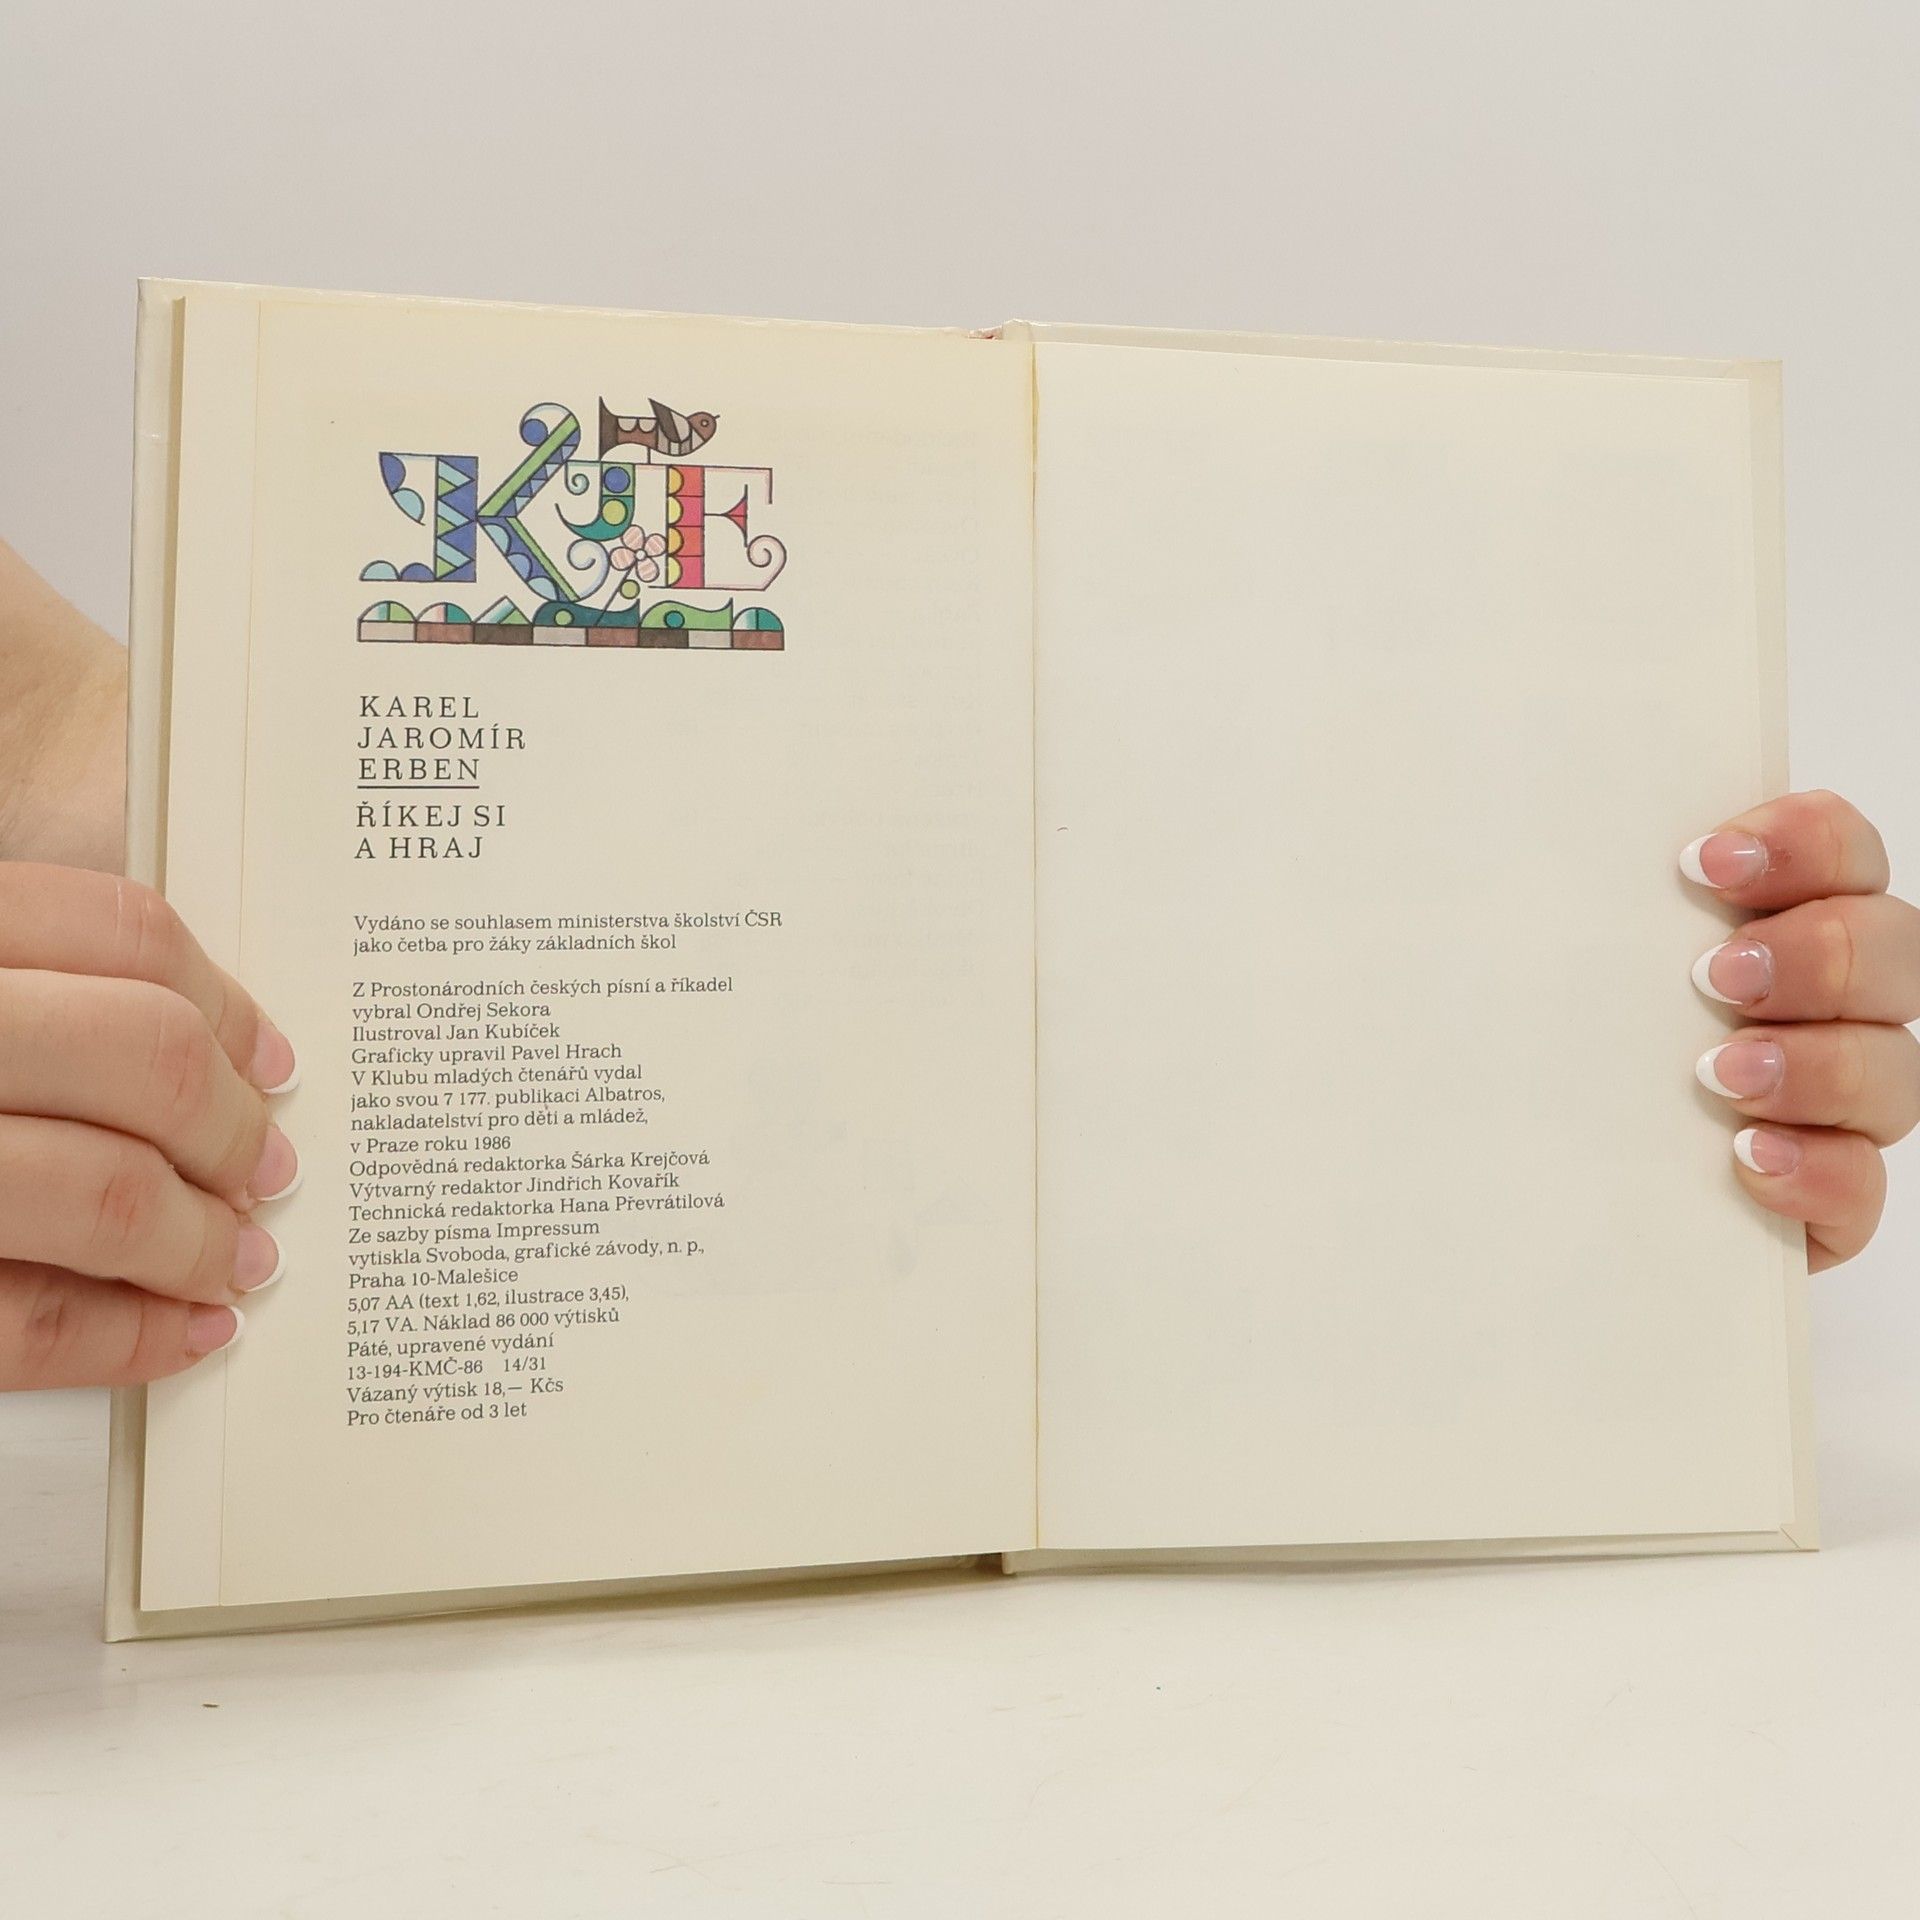 KJE
KAREL
JAROMÍR
ERBEN
ŘÍKEJ SI
A HRAJ
Vydáno se souhlasem ministerstva školství ČSR
jako četba pro žáky základních škol
Z Prostonárodních českých písní a říkadel
vybral Ondřej Sekora
Ilustroval Jan Kubíček
Graficky upravil Pavel Hrach
V Klubu mladých čtenářů vydal
jako svou 7 177. publikaci Albatros,
nakladatelství pro děti a mládež,
v Praze roku 1986
Odpovědná redaktorka Šárka Krejčová
Výtvarný redaktor Jindřich Kovařík
Technická redaktorka Hana Převrátilová
Ze sazby písma Impressum
vytiskla Svoboda, grafické závody, n. p.,
Praha 10-Malešice
5,07 AA (text 1,62, ilustrace 3,45),
5,17 VA. Náklad 86 000 výtisků
Páté, upravené vydání
13-194-KMČ-86 14/31
Vázaný výtisk 18,— Kčs
Pro čtenáře od 3 let